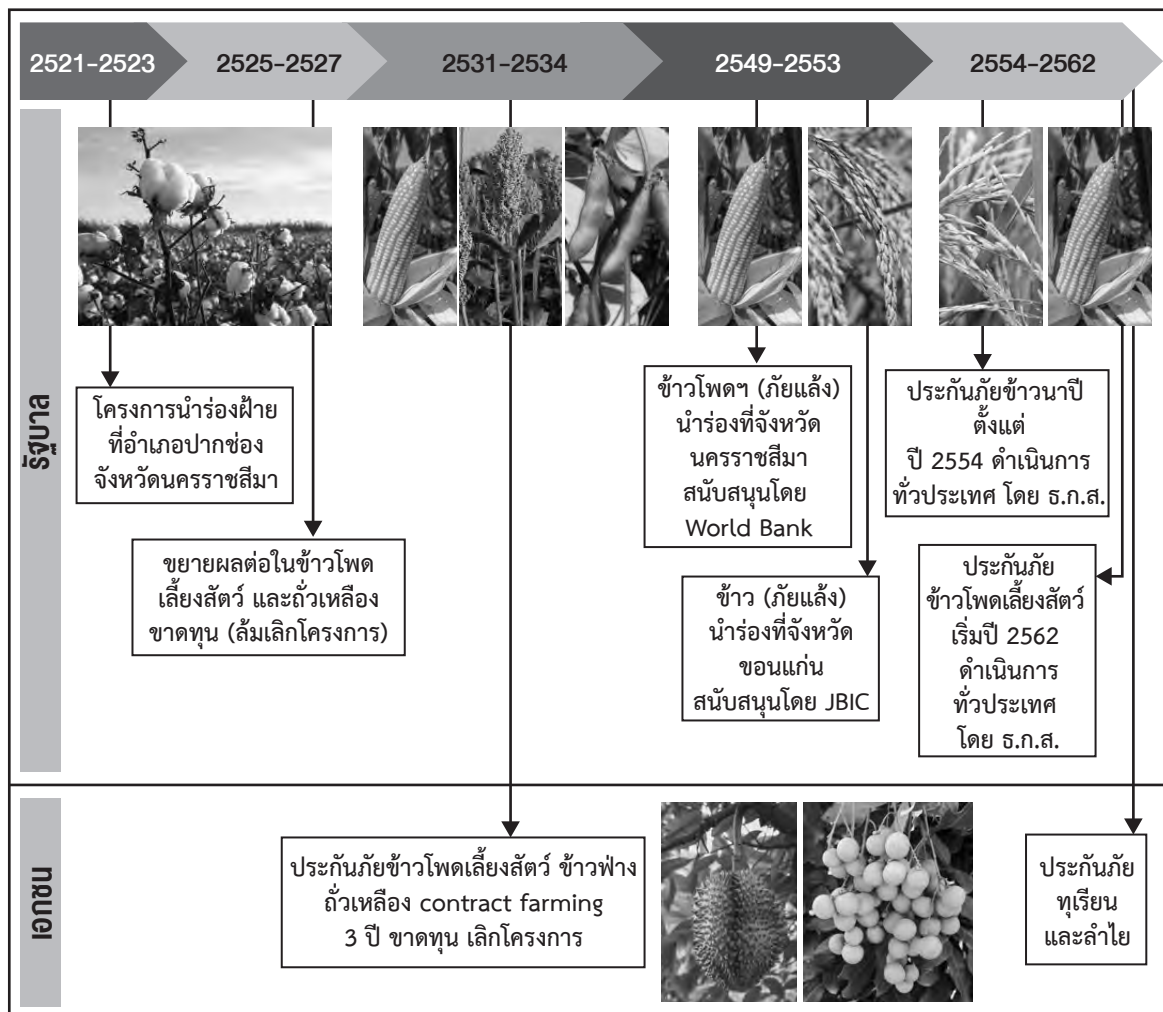 2521-2523
2525-2527
2531-2534
2549-2553
2554-2562
รัฐบาล
โครงการนำร่องฝ้าย
ที่อำเภอปากช่อง
จังหวัดนครราชสีมา
ขยายผลต่อในข้าวโพด
เลี้ยงสัตว์ และถั่วเหลือง
ขาดทุน (ล้มเลิกโครงการ)
ข้าวโพดฯ (ภัยแล้ง)
นำร่องที่จังหวัด
นครราชสีมา
สนับสนุนโดย
World Bank
ข้าว (ภัยแล้ง)
นำร่องที่จังหวัด
ขอนแก่น
สนับสนุนโดย JBIC
ประกันภัยข้าวนาปี
ตั้งแต่
ปี 2554 ดำเนินการ
ทั่วประเทศ โดย ธ.ก.ส.
ประกันภัย
ข้าวโพดเลี้ยงสัตว์
เริ่มปี 2562
ดำเนินการ
ทั่วประเทศ
โดย ธ.ก.ส.
เอกชน
ประกันภัยข้าวโพดเลี้ยงสัตว์ ข้าวฟ่าง
ถั่วเหลือง contract farming
3 ปี ขาดทุน เลิกโครงการ
ประกันภัย
ทุเรียน
และลำไย